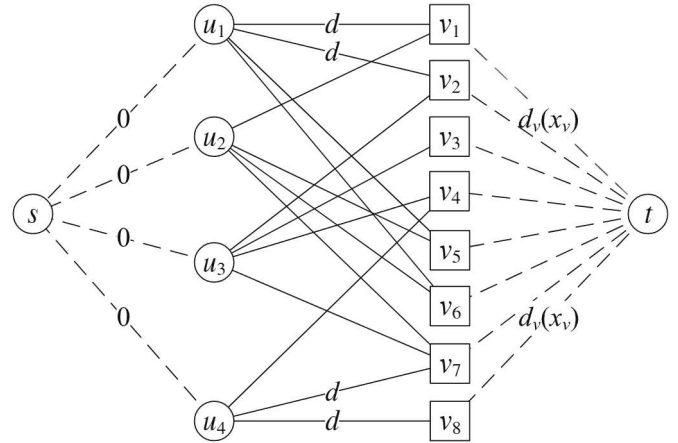 u₁
d
v₁
d
v₂
dᵥ(xᵥ)
0
u₂
v₃
0
v₄
s
t
0
v₅
u₃
0
v₆
dᵥ(xᵥ)
v₇
d
u₄
d
v₈